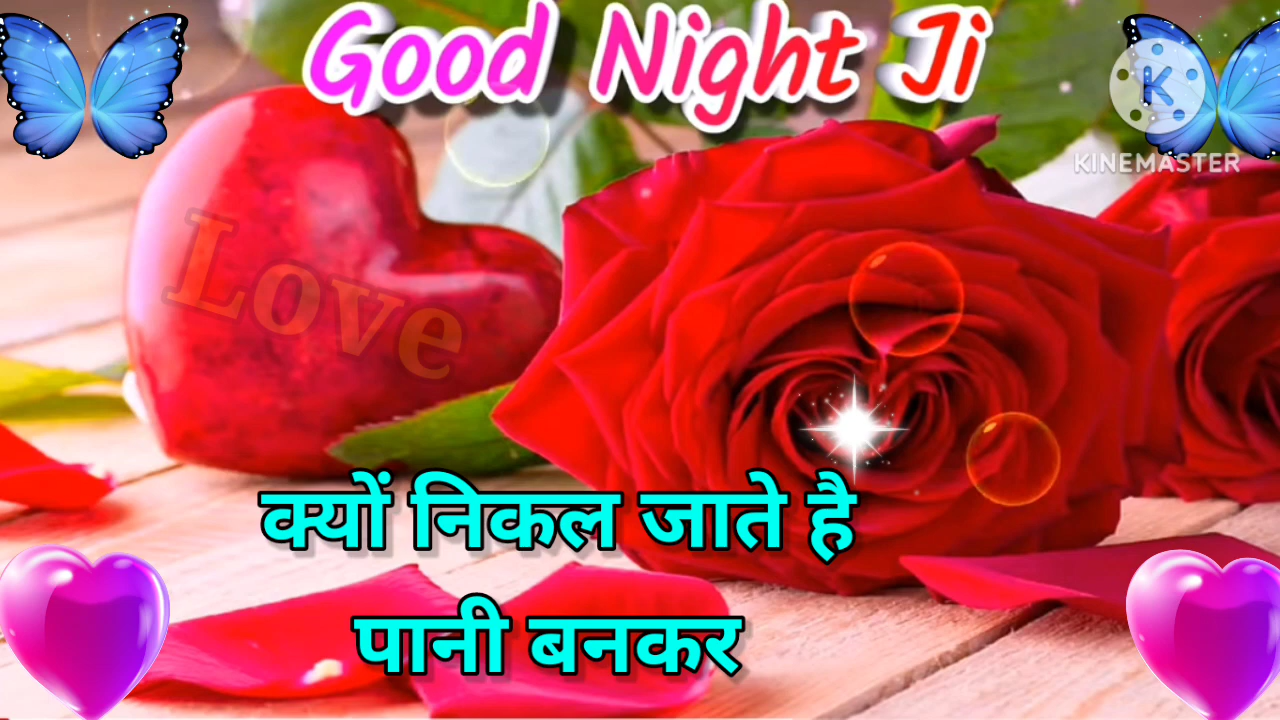 Good Night Ji
K
KINEMASTER
Love
क्यों निकल जाते है
पानी बनकर